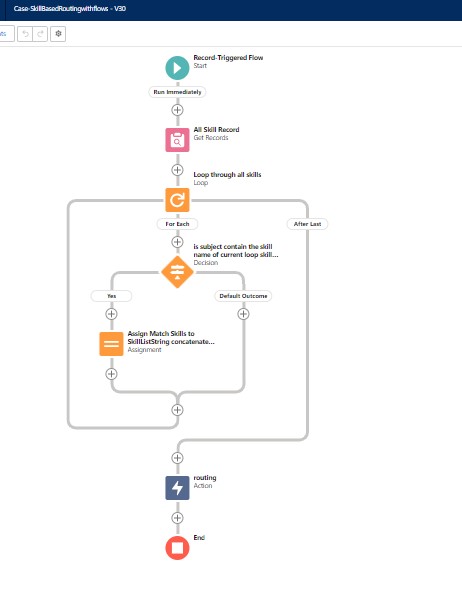 Case-SkillBasedRoutingwithflows - V30
Record-Triggered Flow
Start
Run Immediately
All Skill Record
Get Records
Loop through all skills
Loop
For Each
After Last
is subject contain the skill
name of current loop skill...
Decision
Yes
Default Outcome
Assign Match Skills to
SkillListString concatenate...
Assignment
routing
Action
End